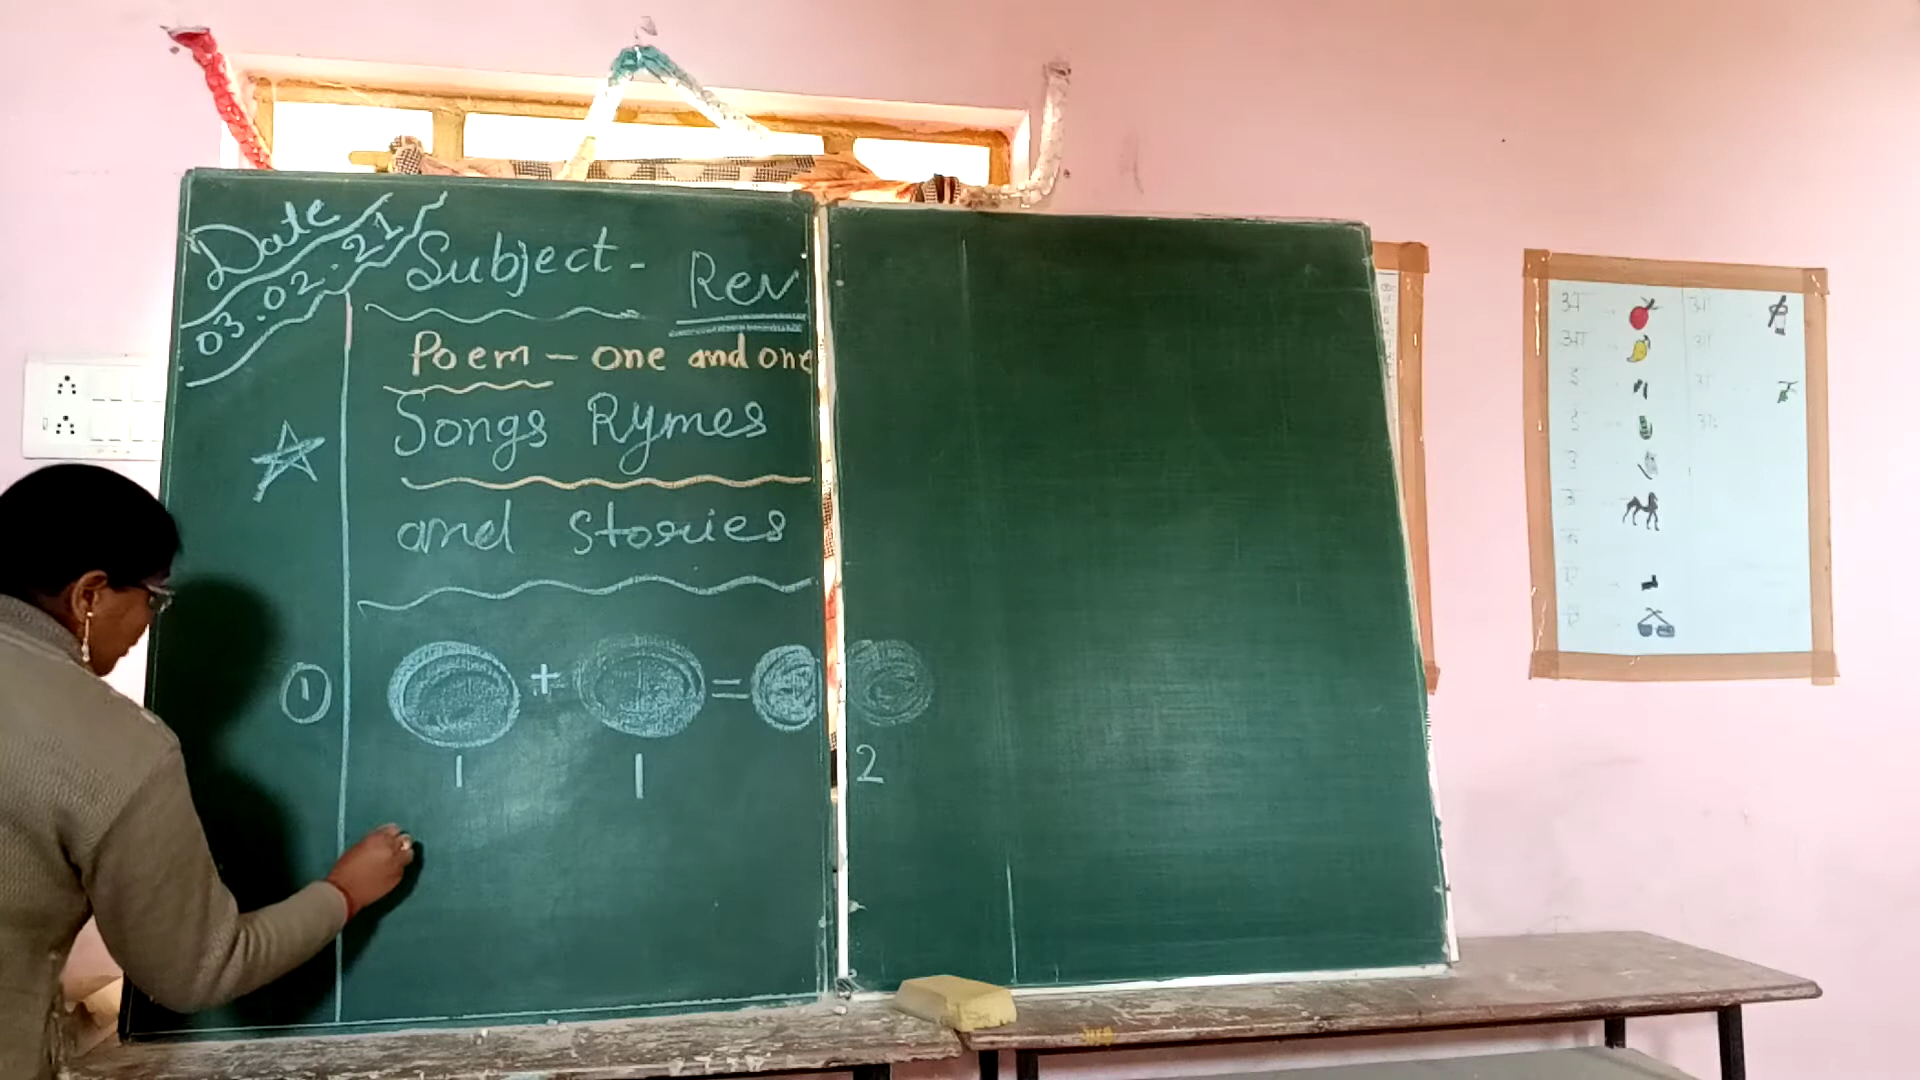 Date
03.02.21
Subject - Rev
Poem - one and one
Songs Rymes
and stories
1 + =
1 1 2
अ
आ
इ
ई
उ
ऊ